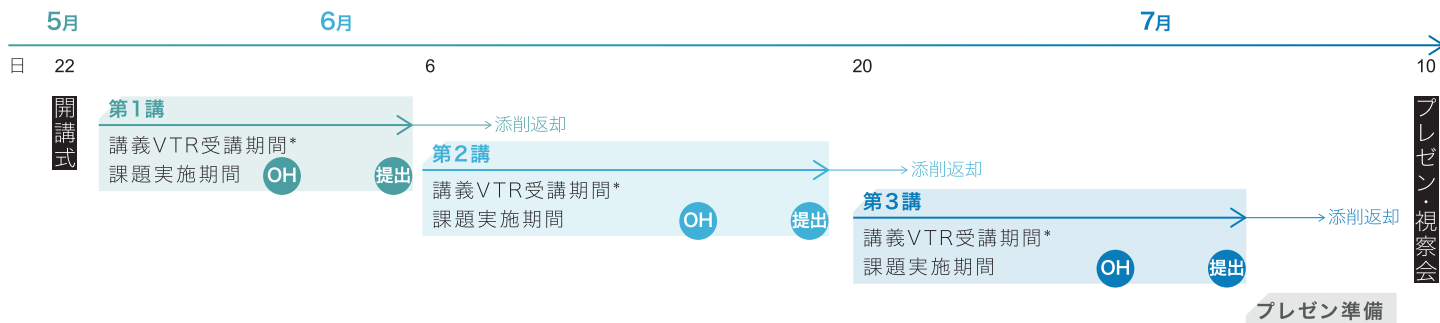 5月 6月 7月
日 22 6 20 10
開講式
第1講
講義VTR受講期間*
課題実施期間 OH 提出
添削返却
第2講
講義VTR受講期間*
課題実施期間 OH 提出
添削返却
第3講
講義VTR受講期間*
課題実施期間 OH 提出
添削返却
プレゼン準備
プレゼン・視察会